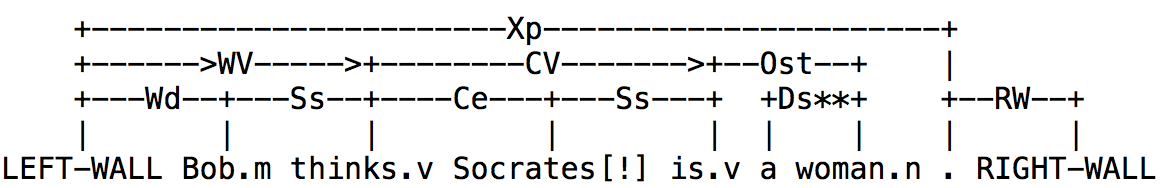 +----------------------Xp---------------------+
+------>WV----->+--------CV------->+--Ost--+    |
+---Wd--+---Ss--+----Ce---+---Ss---+  +Ds**+    +--RW--+
|       |       |         |        |  |    |    |      |
LEFT-WALL Bob.m thinks.v Socrates[!] is.v a woman.n . RIGHT-WALL